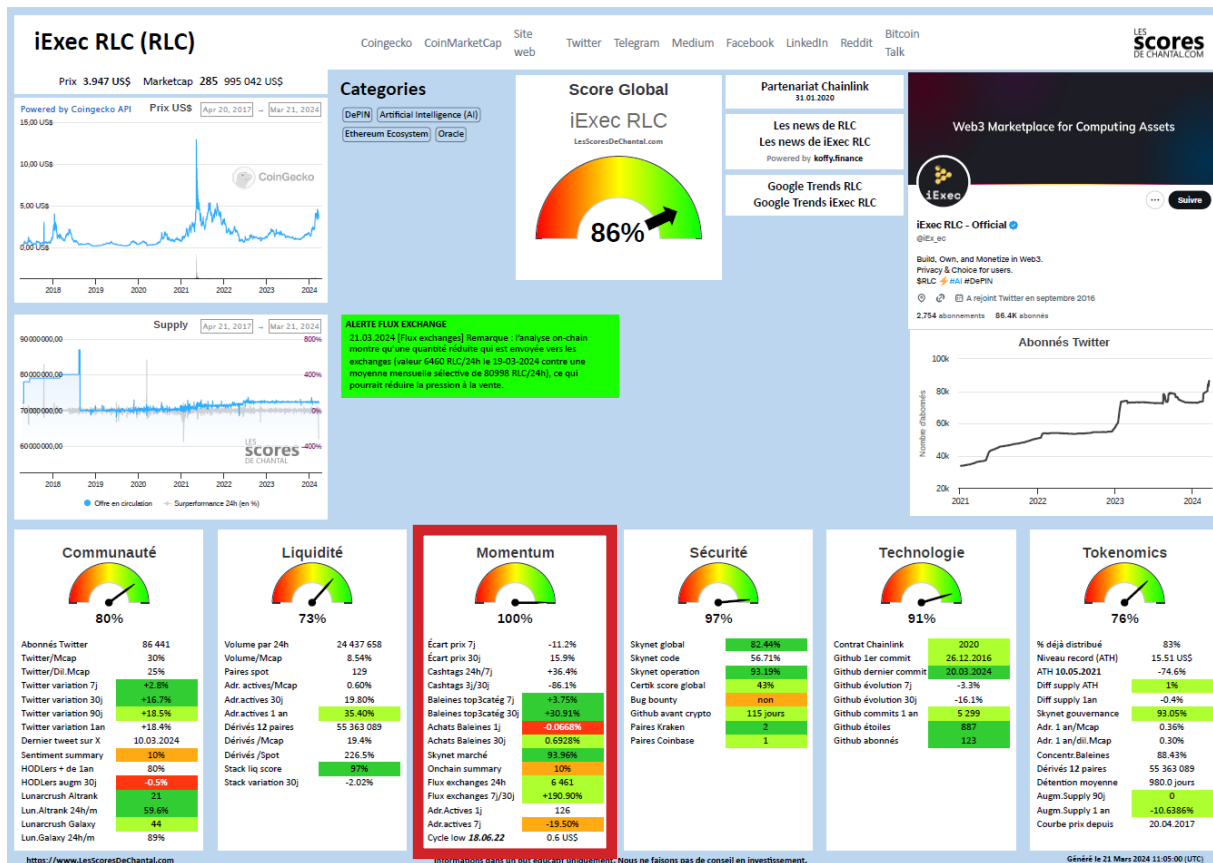 iExec RLC (RLC)
Coingecko CoinMarketCap Site web Twitter Telegram Medium Facebook LinkedIn Reddit Bitcoin Talk
LES
scores
DE CHANTAL.COM
Prix 3.947 US$ Marketcap 285 995 042 US$
Powered by Coingecko API Prix US$ Apr 20, 2017 → Mar 21, 2024
15,00 US$
10,00 US$
5,00 US$
0,00 US$
CoinGecko
2018 2019 2020 2021 2022 2023 2024
Categories
DePIN Artificial Intelligence (AI)
Ethereum Ecosystem Oracle
Score Global
iExec RLC
LesScoresDeChantal.com
86%
Partenariat Chainlink
31.01.2020
Les news de RLC
Les news de iExec RLC
Powered by koffy.finance
Google Trends RLC
Google Trends iExec RLC
Web3 Marketplace for Computing Assets
iExec
Suivre
iExec RLC - Official
@iEx_ec
Build, Own, and Monetize in Web3.
Privacy & Choice for users.
$RLC ⚡#AI #DePIN
A rejoint Twitter en septembre 2016
2,754 abonnements 86.4K abonnés
Supply Apr 21, 2017 → Mar 21, 2024
90000000,00 800%
80000000,00 400%
70000000,00 0%
60000000,00 -400%
LES
scores
DE CHANTAL
2018 2019 2020 2021 2022 2023 2024
Offre en circulation Surperformance 24h (en %)
ALERTE FLUX EXCHANGE
21.03.2024 [Flux exchanges] Remarque : l'analyse on-chain
montre qu'une quantité réduite qui est envoyée vers les
exchanges (valeur 6460 RLC/24h le 19-03-2024 contre une
moyenne mensuelle sélective de 80998 RLC/24h), ce qui
pourrait réduire la pression à la vente.
Abonnés Twitter
Nombre d'abonnés
100k
80k
60k
40k
20k
2021 2022 2023 2024
Communauté
80%
Abonnés Twitter 86 441
Twitter/Mcap 30%
Twitter/Dil.Mcap 25%
Twitter variation 7j +2.8%
Twitter variation 30j +16.7%
Twitter variation 90j +18.5%
Twitter variation 1an +18.4%
Dernier tweet sur X 10.03.2024
Sentiment summary 10%
HODLers + de 1an 80%
HODLers augm 30j -0.5%
Lunarcrush Altrank 21
Lun.Altrank 24h/m 59.6%
Lunarcrush Galaxy 44
Lun.Galaxy 24h/m 89%
Liquidité
73%
Volume par 24h 24 437 658
Volume/Mcap 8.54%
Paires spot 129
Adr. actives/Mcap 0.60%
Adr.actives 30j 19.80%
Adr.actives 1 an 35.40%
Dérivés 12 paires 55 363 089
Dérivés /Mcap 19.4%
Dérivés /Spot 226.5%
Stack liq score 97%
Stack variation 30j -2.02%
Momentum
100%
Écart prix 7j -11.2%
Écart prix 30j 15.9%
Cashtags 24h/7j +36.4%
Cashtags 3j/30j -86.1%
Baleines top3catég 7j +3.75%
Baleines top3catég 30j +30.91%
Achats Baleines 1j -0.0668%
Achats Baleines 30j 0.6928%
Skynet marché 93.96%
Onchain summary 10%
Flux exchanges 24h 6 461
Flux exchanges 7j/30j +190.90%
Adr.Actives 1j 126
Adr.actives 7j -19.50%
Cycle low 18.06.22 0.6 US$
Sécurité
97%
Skynet global 82.44%
Skynet code 56.71%
Skynet operation 93.19%
Certik score global 43%
Bug bounty non
Github avant crypto 115 jours
Paires Kraken 2
Paires Coinbase 1
Technologie
91%
Contrat Chainlink 2020
Github 1er commit 26.12.2016
Github dernier commit 20.03.2024
Github évolution 7j -3.3%
Github évolution 30j -16.1%
Github commits 1 an 5 299
Github étoiles 887
Github abonnés 123
Tokenomics
76%
% déjà distribué 83%
Niveau record (ATH) 15.51 US$
ATH 10.05.2021 -74.6%
Diff supply ATH 1%
Diff supply 1an -0.4%
Skynet gouvernance 93.05%
Adr. 1 an/Mcap 0.36%
Adr. 1 an/dil.Mcap 0.30%
Concentr.Baleines 88.43%
Dérivés 12 paires 55 363 089
Détention moyenne 980.0 jours
Augm.Supply 90j 0
Augm.Supply 1 an -10.6386%
Courbe prix depuis 20.04.2017
https://www.LesScoresDeChantal.com Informations dans un but éducatif uniquement. Nous ne faisons pas de conseil en investissement. Généré le 21 Mars 2024 11:05:00 (UTC)